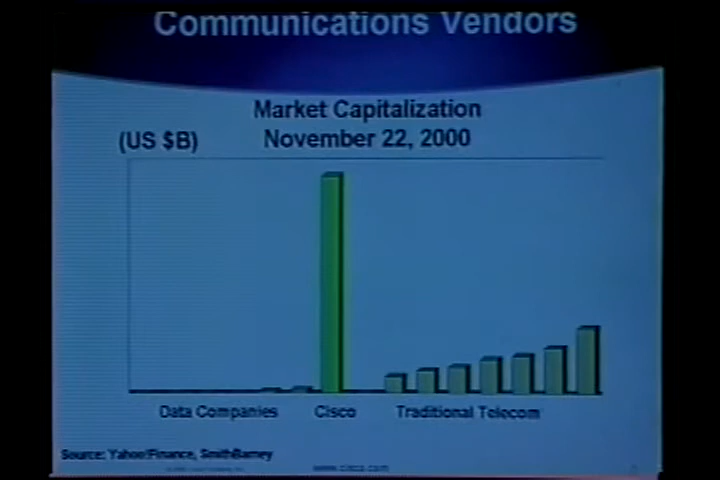 Communications Vendors
Market Capitalization
(US $B) November 22, 2000
Data Companies Cisco Traditional Telecom
Source: Yahoo!Finance, SmithBarney
www.cisco.com